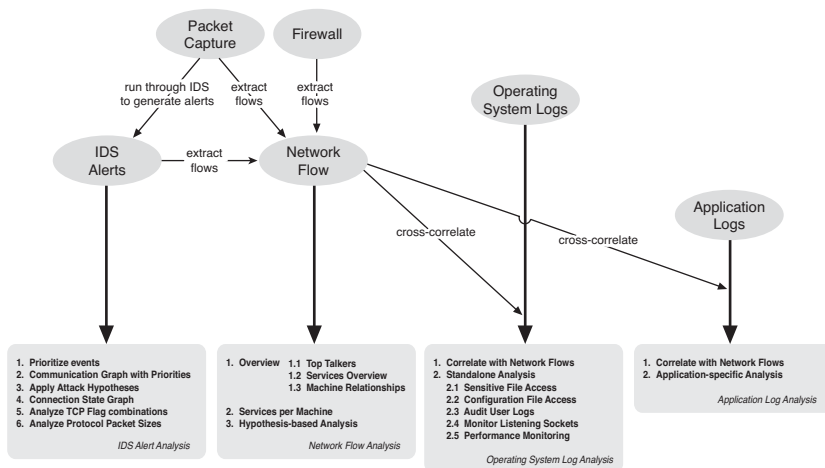 Packet
Capture
Firewall
run through IDS
to generate alerts
extract
flows
extract
flows
Operating
System Logs
IDS
Alerts
extract
flows
Network
Flow
Application
Logs
cross-correlate
cross-correlate
1. Prioritize events
2. Communication Graph with Priorities
3. Apply Attack Hypotheses
4. Connection State Graph
5. Analyze TCP Flag combinations
6. Analyze Protocol Packet Sizes
IDS Alert Analysis
1. Overview 1.1 Top Talkers
1.2 Services Overview
1.3 Machine Relationships
2. Services per Machine
3. Hypothesis-based Analysis
Network Flow Analysis
1. Correlate with Network Flows
2. Standalone Analysis
2.1 Sensitive File Access
2.2 Configuration File Access
2.3 Audit User Logs
2.4 Monitor Listening Sockets
2.5 Performance Monitoring
Operating System Log Analysis
1. Correlate with Network Flows
2. Application-specific Analysis
Application Log Analysis